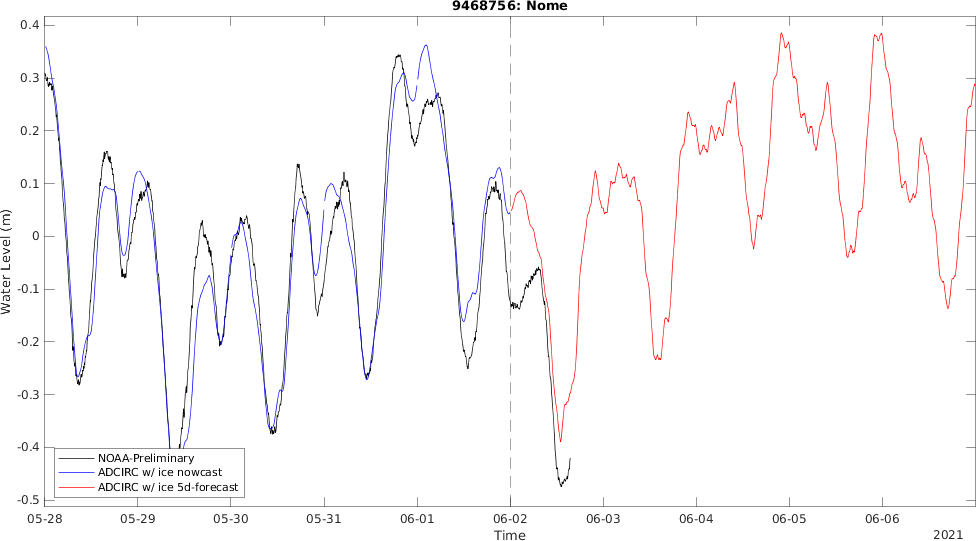 9468756: Nome
0.4
0.3
0.2
0.1
0
-0.1
-0.2
-0.3
-0.4
-0.5
Water Level (m)
NOAA-Preliminary
ADCIRC w/ ice nowcast
ADCIRC w/ ice 5d-forecast
05-28 05-29 05-30 05-31 06-01 06-02 06-03 06-04 06-05 06-06
Time
2021